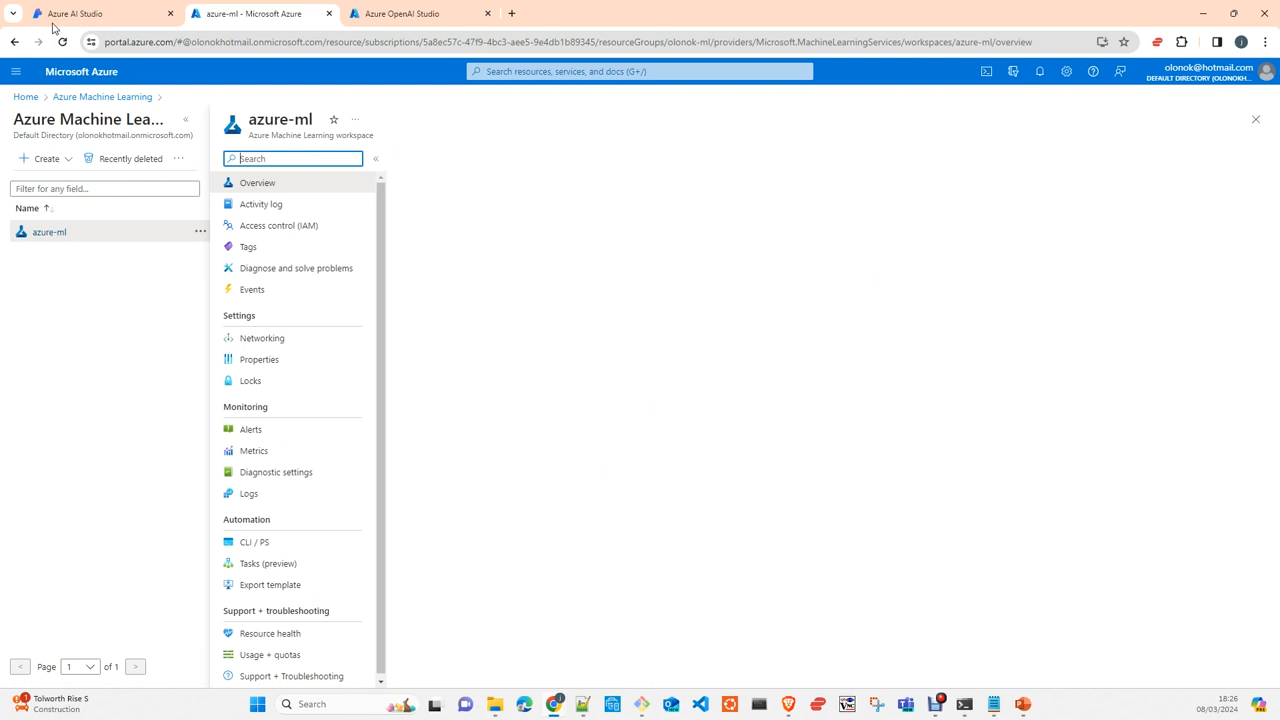 Azure AI Studio
azure-ml - Microsoft Azure
Azure OpenAI Studio
portal.azure.com/#@olonokhotmail.onmicrosoft.com/resource/subscriptions/5a8ec57c-47f9-4bc3-aee5-9e4db1b89345/resourceGroups/olonok-ml/providers/Microsoft.MachineLearningServices/workspaces/azure-ml/overview
Microsoft Azure
Search resources, services, and docs (G+/)
olonok@hotmail.com
DEFAULT DIRECTORY (OLONOKH...
Home > Azure Machine Learning >
Azure Machine Lea...
Default Directory (olonokhotmail.onmicrosoft.com)
Create
Recently deleted
Filter for any field...
Name
azure-ml
Page 1 of 1
azure-ml
Azure Machine Learning workspace
Search
Overview
Activity log
Access control (IAM)
Tags
Diagnose and solve problems
Events
Settings
Networking
Properties
Locks
Monitoring
Alerts
Metrics
Diagnostic settings
Logs
Automation
CLI / PS
Tasks (preview)
Export template
Support + troubleshooting
Resource health
Usage + quotas
Support + Troubleshooting
Tolworth Rise S
Construction
Search
18:26
08/03/2024